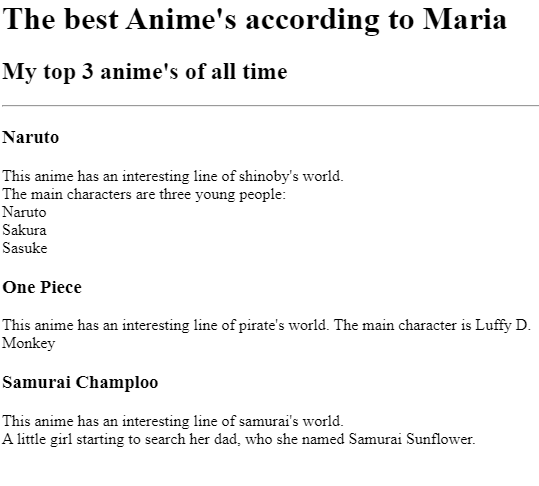 The best Anime's according to Maria
My top 3 anime's of all time
Naruto
This anime has an interesting line of shinoby's world.
The main characters are three young people:
Naruto
Sakura
Sasuke
One Piece
This anime has an interesting line of pirate's world. The main character is Luffy D.
Monkey
Samurai Champloo
This anime has an interesting line of samurai's world.
A little girl starting to search her dad, who she named Samurai Sunflower.